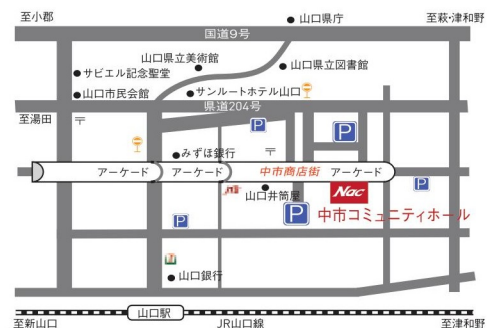 至小郡
山口県庁
至萩・津和野
国道9号
山口県立美術館
山口県立図書館
サビエル記念聖堂
山口市民会館
サンルートホテル山口
県道204号
至湯田
〒
P
P
〒
みずほ銀行
アーケード
アーケード
中市商店街
アーケード
山口井筒屋
Nac
P
P
P
中市コミュニティホール
山口銀行
山口駅
至新山口
JR山口線
至津和野